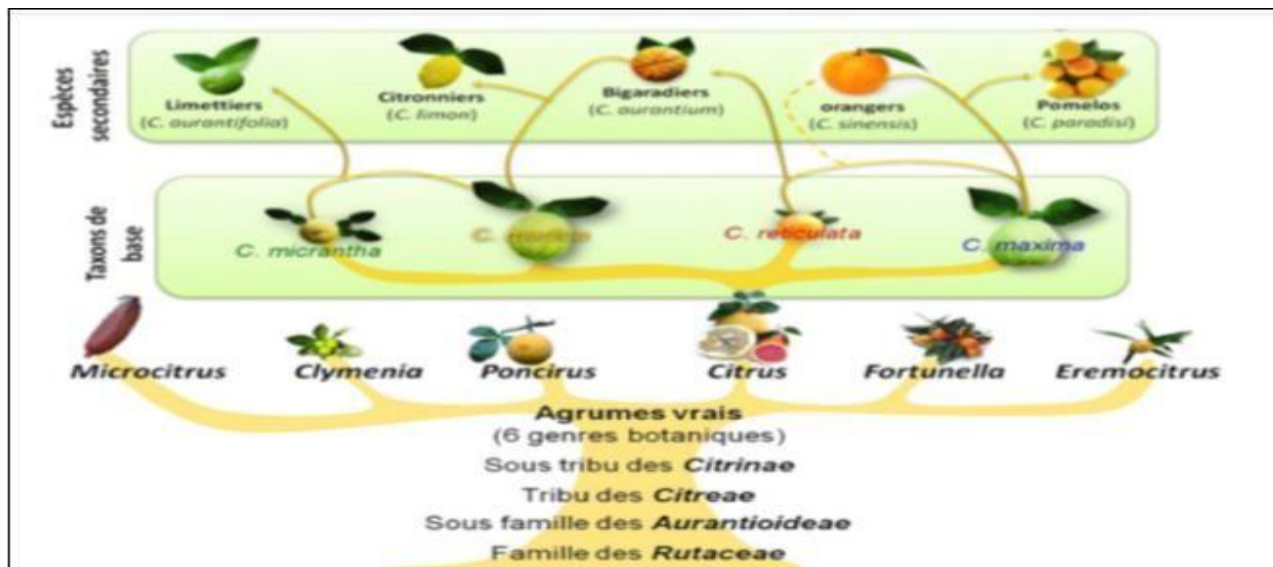 Espèces
secondaires
Limettiers
(C. aurantifolia)
Citronniers
(C. limon)
Bigaradiers
(C. aurantium)
orangers
(C. sinensis)
Pomelos
(C. paradisi)
Taxons de
base
C. micrantha
C.
C. reticulata
C. maxima
Microcitrus
Clymenia
Poncirus
Citrus
Fortunella
Eremocitrus
Agrumes vrais
(6 genres botaniques)
Sous tribu des Citrinae
Tribu des Citreae
Sous famille des Aurantioideae
Famille des Rutaceae